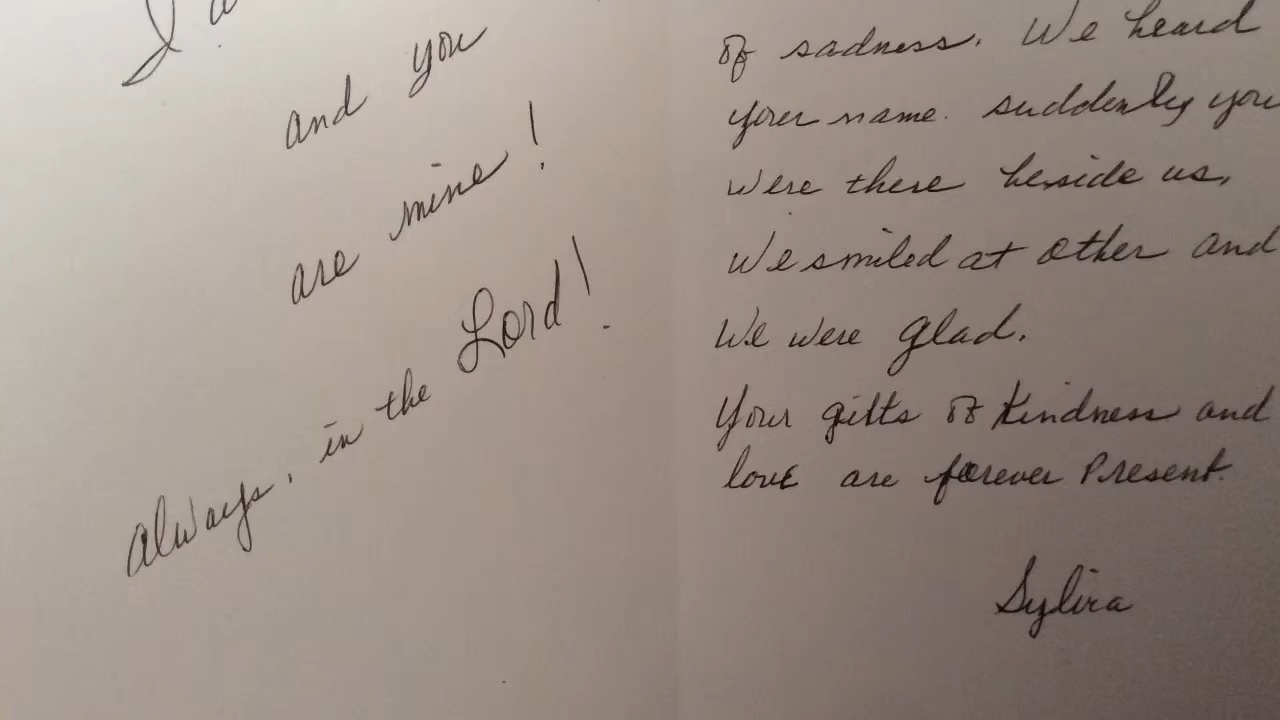 I a
and you
are mine!
always, in the Lord!
of sadness. We heard
your name. suddenly you
were there beside us,
We smiled at other and
We were glad.
Your gifts of kindness and
love are forever Present.
Sylira